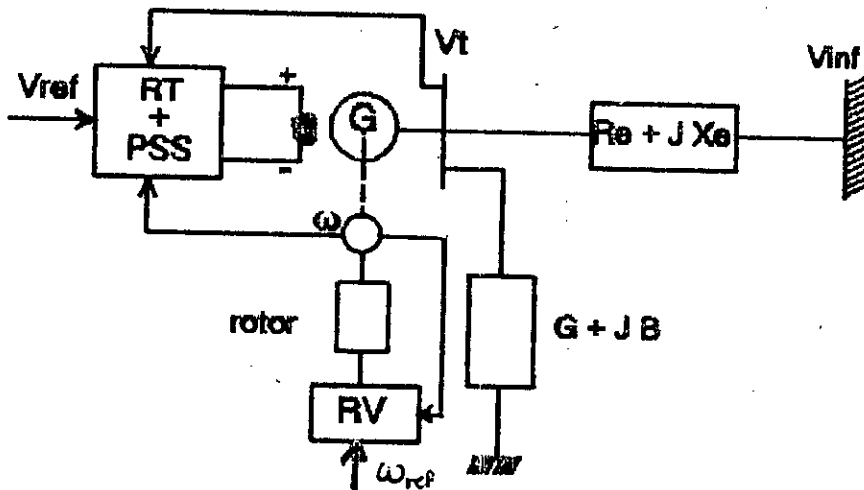 Vt
Vinf
Vref
RT
+
PSS
+
-
G
Re + J Xe
ω
rotor
G + J B
RV
ωref